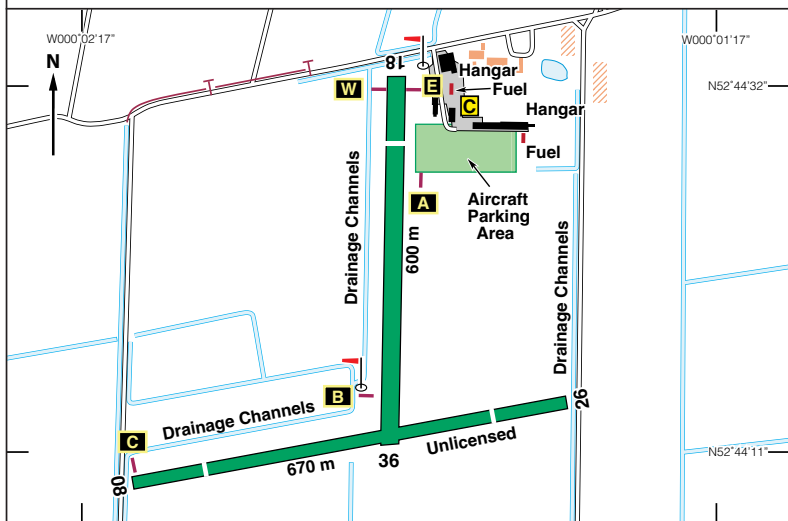 W000°02'17"
W000°01'17"
N
18
Hangar
E
Fuel
W
N52°44'32"
C
Hangar
Fuel
A
Aircraft
Parking
Area
Drainage Channels
600 m
Drainage Channels
B
26
Drainage Channels
C
Unlicensed
670 m
36
N52°44'11"
08